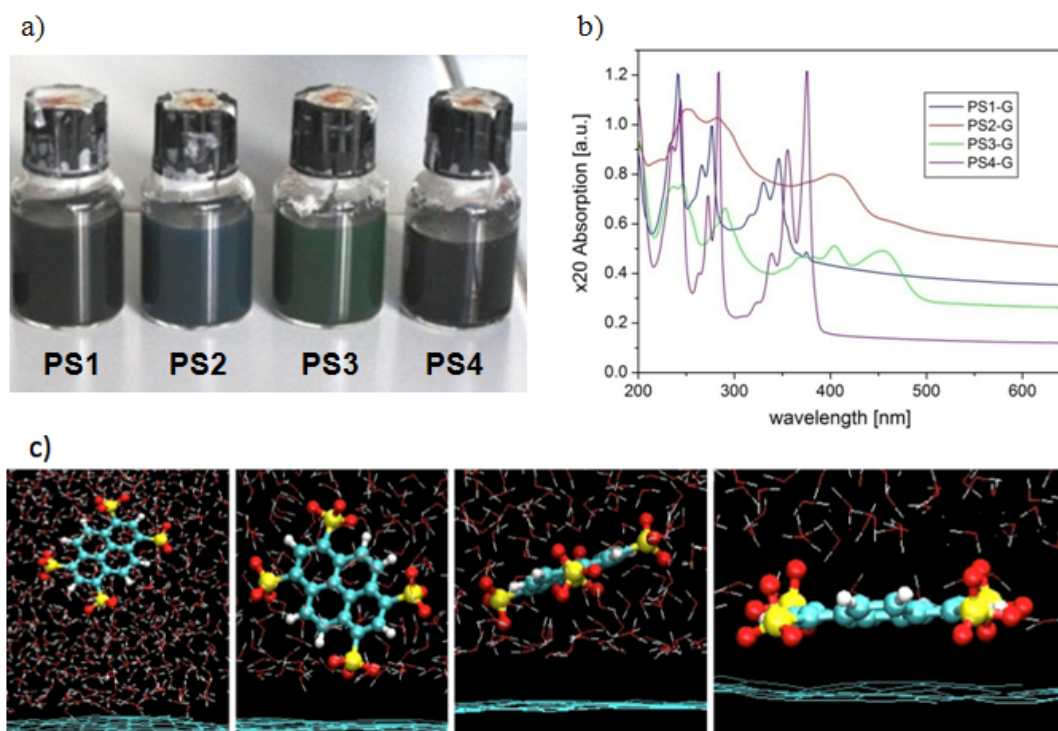 a)
PS1 PS2 PS3 PS4
b)
x20 Absorption [a.u.]
1.2
1.0
0.8
0.6
0.4
0.2
0.0
PS1-G
PS2-G
PS3-G
PS4-G
200 300 400 500 600
wavelength [nm]
c)